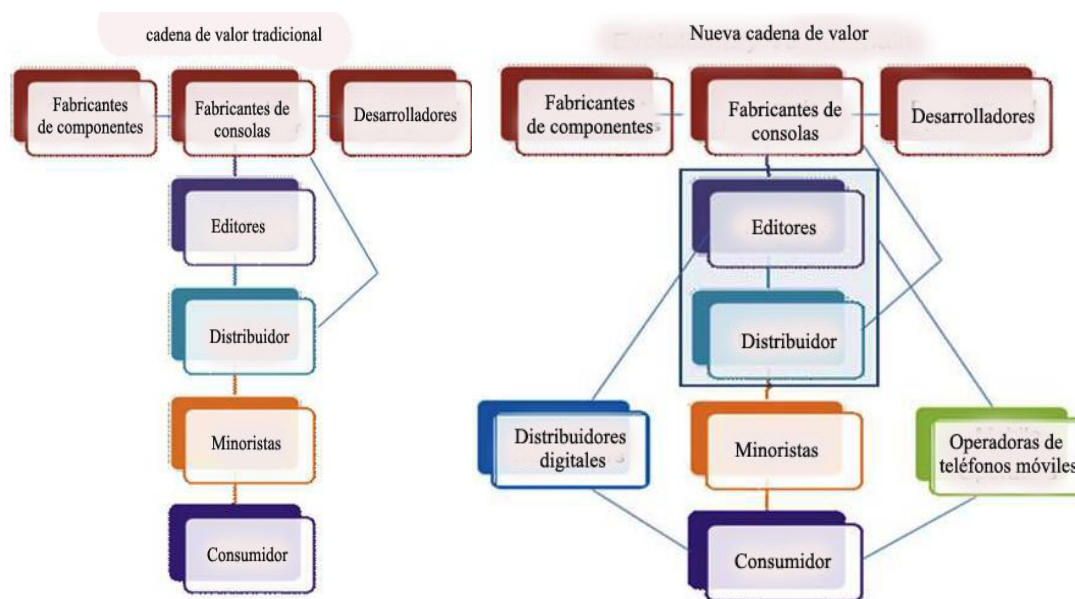 cadena de valor tradicional
Fabricantes
de componentes
Fabricantes de
consolas
Desarrolladores
Editores
Distribuidor
Minoristas
Consumidor
Nueva cadena de valor
Fabricantes
de componentes
Fabricantes de
consolas
Desarrolladores
Editores
Distribuidor
Distribuidores
digitales
Minoristas
Operadoras de
teléfonos móviles
Consumidor